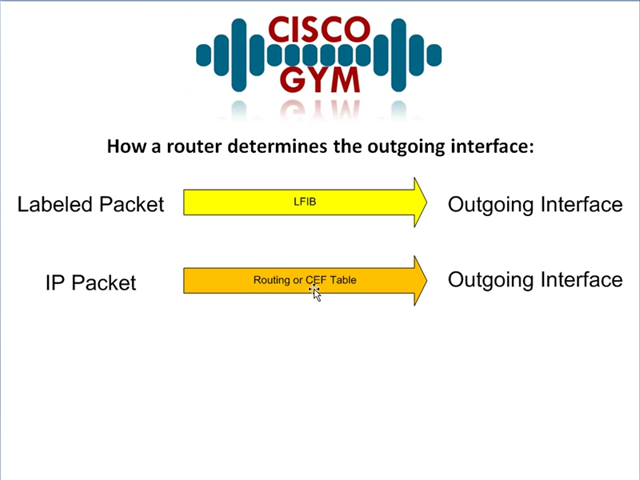 CISCO
GYM
How a router determines the outgoing interface:
Labeled Packet LFIB Outgoing Interface
IP Packet Routing or CEF Table Outgoing Interface